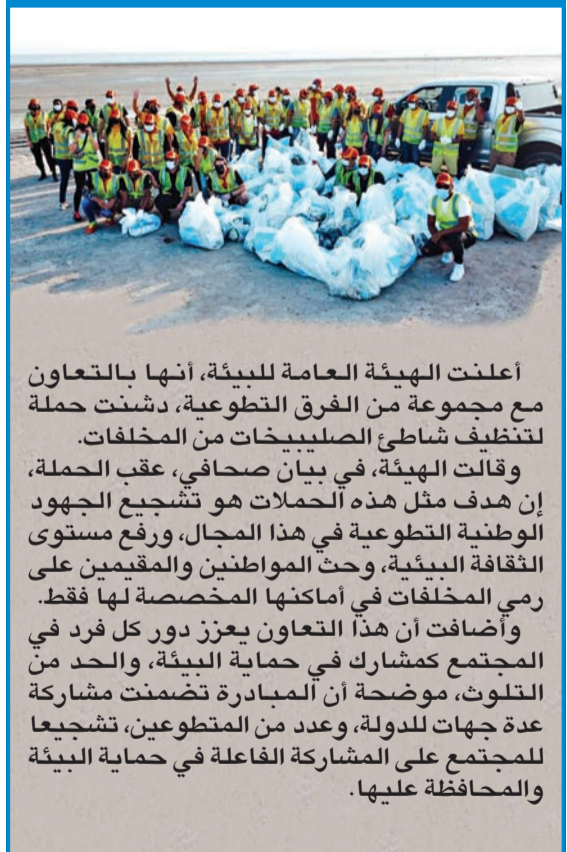 أعلنت الهيئة العامة للبيئة، أنها بالتعاون
مع مجموعة من الفرق التطوعية، دشنت حملة
لتنظيف شاطئ الصليبيخات من المخلفات.
وقالت الهيئة، في بيان صحافي، عقب الحملة،
إن هدف مثل هذه الحملات هو تشجيع الجهود
الوطنية التطوعية في هذا المجال، ورفع مستوى
الثقافة البيئية، وحث المواطنين والمقيمين على
رمي المخلفات في أماكنها المخصصة لها فقط.
وأضافت أن هذا التعاون يعزز دور كل فرد في
المجتمع كمشارك في حماية البيئة، والحد من
التلوث، موضحة أن المبادرة تضمنت مشاركة
عدة جهات للدولة، وعدد من المتطوعين، تشجيعا
للمجتمع على المشاركة الفاعلة في حماية البيئة
والمحافظة عليها.